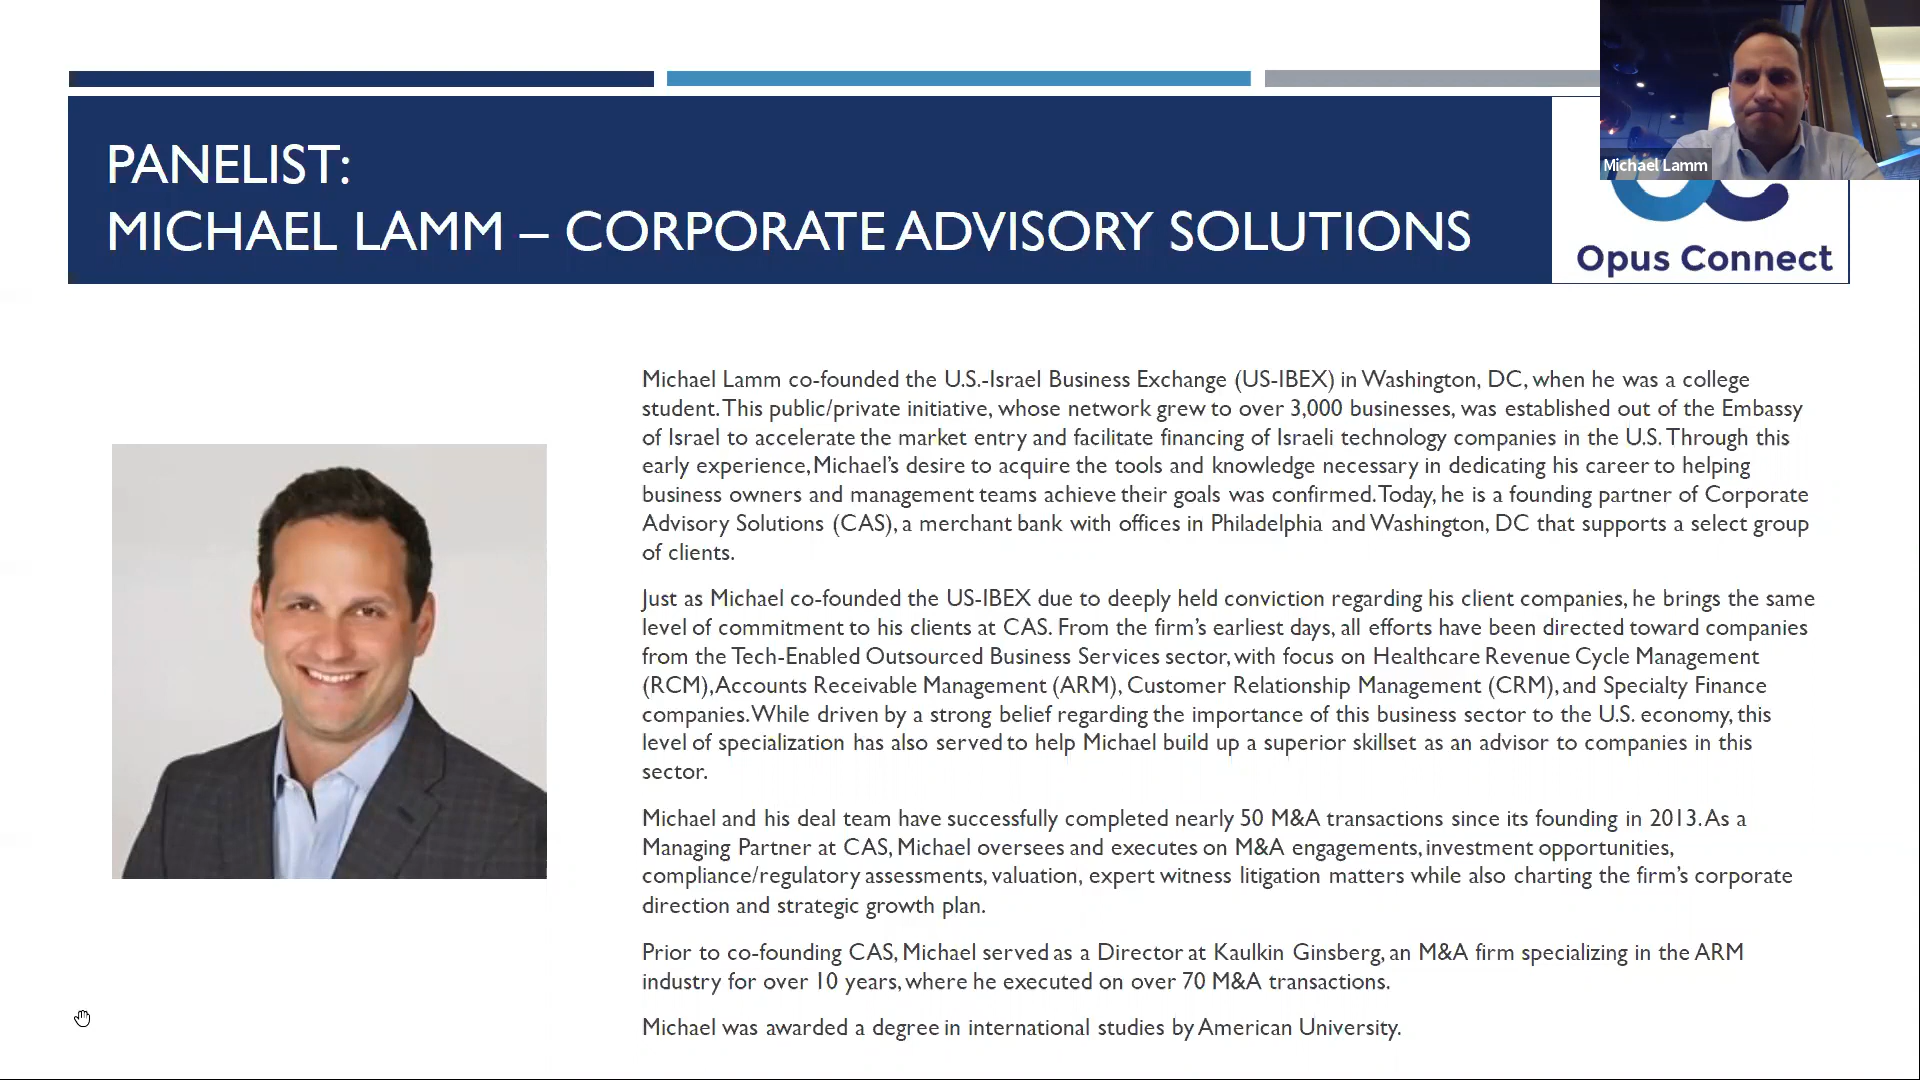 Michael Lamm
PANELIST:
MICHAEL LAMM – CORPORATE ADVISORY SOLUTIONS
Opus Connect
Michael Lamm co-founded the U.S.-Israel Business Exchange (US-IBEX) in Washington, DC, when he was a college
student. This public/private initiative, whose network grew to over 3,000 businesses, was established out of the Embassy
of Israel to accelerate the market entry and facilitate financing of Israeli technology companies in the U.S. Through this
early experience, Michael’s desire to acquire the tools and knowledge necessary in dedicating his career to helping
business owners and management teams achieve their goals was confirmed. Today, he is a founding partner of Corporate
Advisory Solutions (CAS), a merchant bank with offices in Philadelphia and Washington, DC that supports a select group
of clients.
Just as Michael co-founded the US-IBEX due to deeply held conviction regarding his client companies, he brings the same
level of commitment to his clients at CAS. From the firm’s earliest days, all efforts have been directed toward companies
from the Tech-Enabled Outsourced Business Services sector, with focus on Healthcare Revenue Cycle Management
(RCM), Accounts Receivable Management (ARM), Customer Relationship Management (CRM), and Specialty Finance
companies. While driven by a strong belief regarding the importance of this business sector to the U.S. economy, this
level of specialization has also served to help Michael build up a superior skillset as an advisor to companies in this
sector.
Michael and his deal team have successfully completed nearly 50 M&A transactions since its founding in 2013. As a
Managing Partner at CAS, Michael oversees and executes on M&A engagements, investment opportunities,
compliance/regulatory assessments, valuation, expert witness litigation matters while also charting the firm’s corporate
direction and strategic growth plan.
Prior to co-founding CAS, Michael served as a Director at Kaulkin Ginsberg, an M&A firm specializing in the ARM
industry for over 10 years, where he executed on over 70 M&A transactions.
Michael was awarded a degree in international studies by American University.